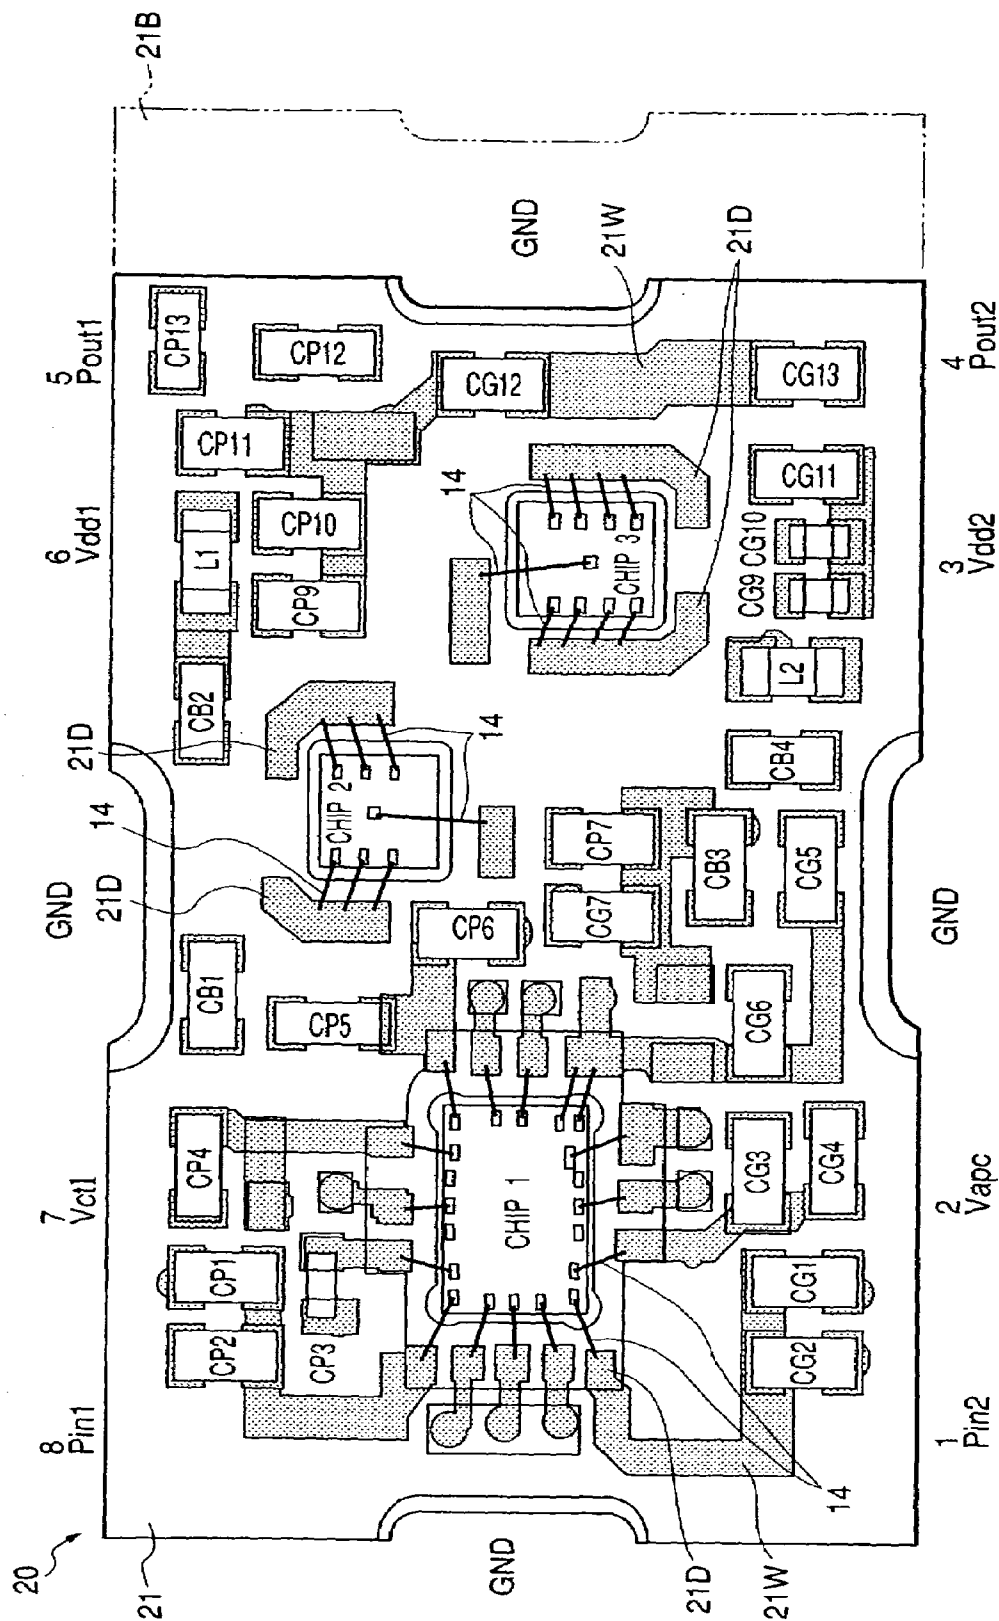 20
21
8
Pin1
7
Vctl
GND
6
Vdd1
5
Pout1
21B
14
21D
21D
CP2
CP1
CP4
CB1
CB2
L1
CP11
CP13
CP3
CP5
CP9
CP10
CP12
CHIP 2
14
14
CP6
CG12
GND
CHIP 1
GND
CG7
CP7
CHIP 3
21W
21D
21D
21W
CG2
CG1
CG3
CG4
CG6
CB3
CG5
CB4
L2
CG9
CG10
CG11
CG13
14
1
Pin2
2
Vapc
GND
3
Vdd2
4
Pout2